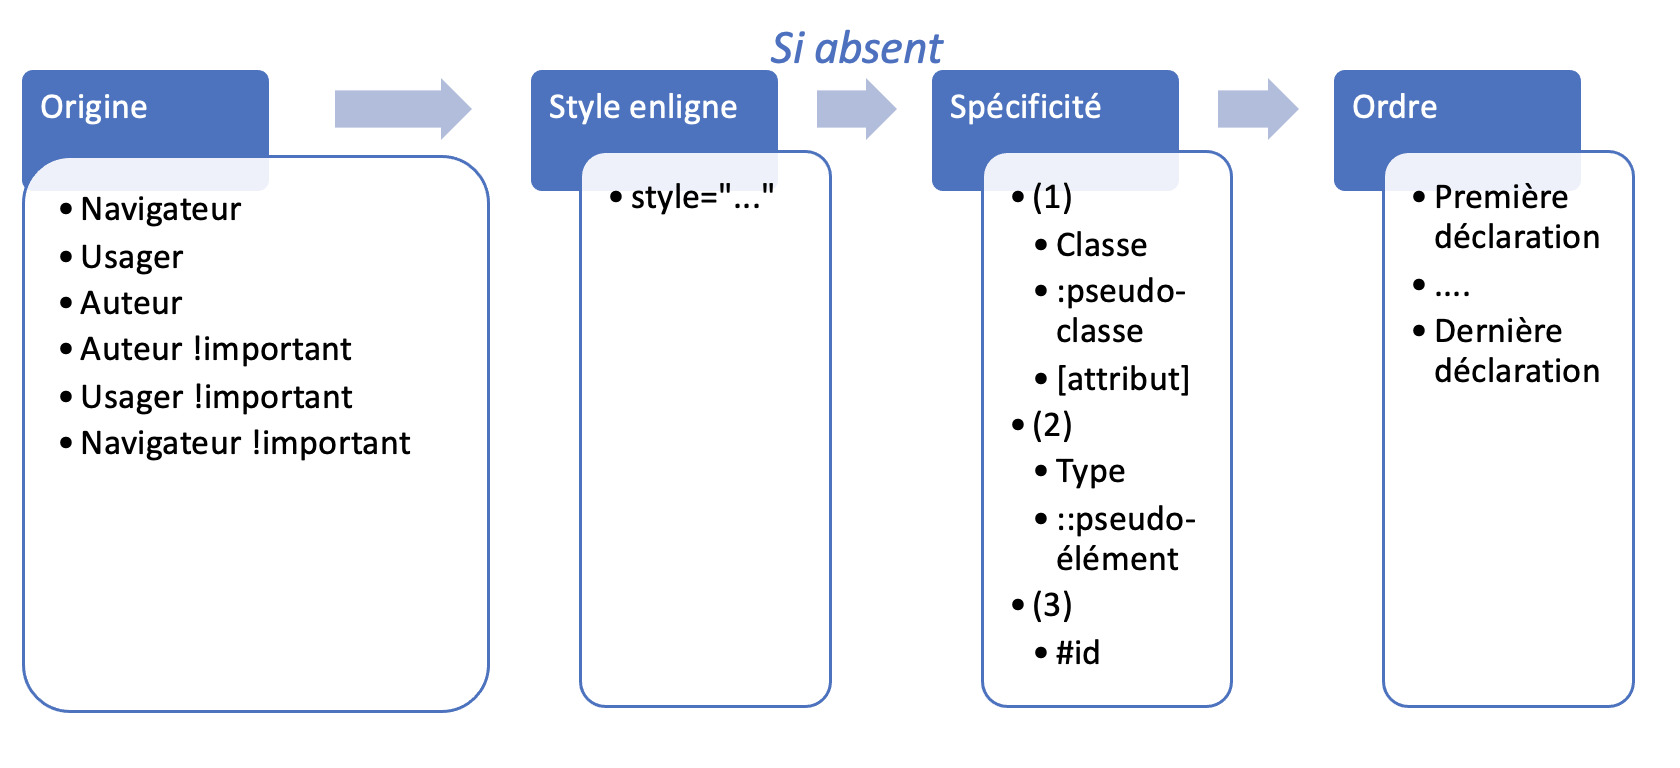 Si absent
Origine
• Navigateur
• Usager
• Auteur
• Auteur !important
• Usager !important
• Navigateur !important
Style enligne
• style="..."
Spécificité
• (1)
• Classe
• :pseudo-
classe
• [attribut]
• (2)
• Type
• ::pseudo-
élément
• (3)
• #id
Ordre
• Première
déclaration
• ....
• Dernière
déclaration